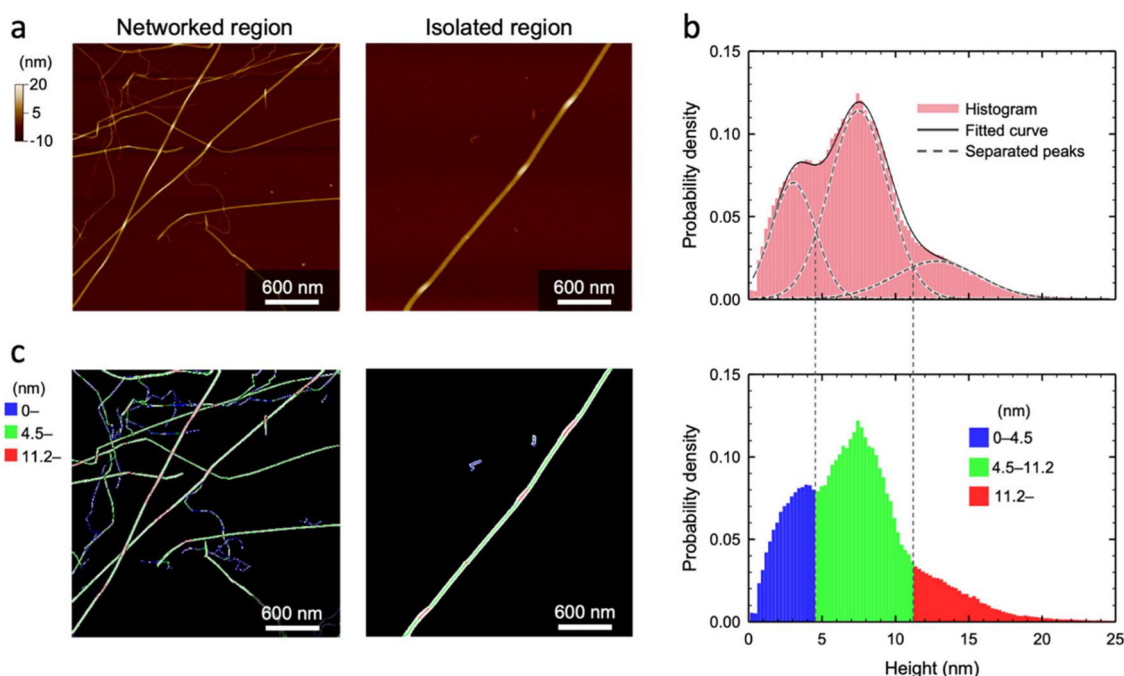 a
Networked region
Isolated region
(nm)
20
5
-10
600 nm
600 nm
b
0.15
0.10
0.05
0.00
Probability density
Histogram
Fitted curve
Separated peaks
c
(nm)
0–
4.5–
11.2–
600 nm
600 nm
0.15
0.10
0.05
0.00
Probability density
(nm)
0–4.5
4.5–11.2
11.2–
0 5 10 15 20 25
Height (nm)